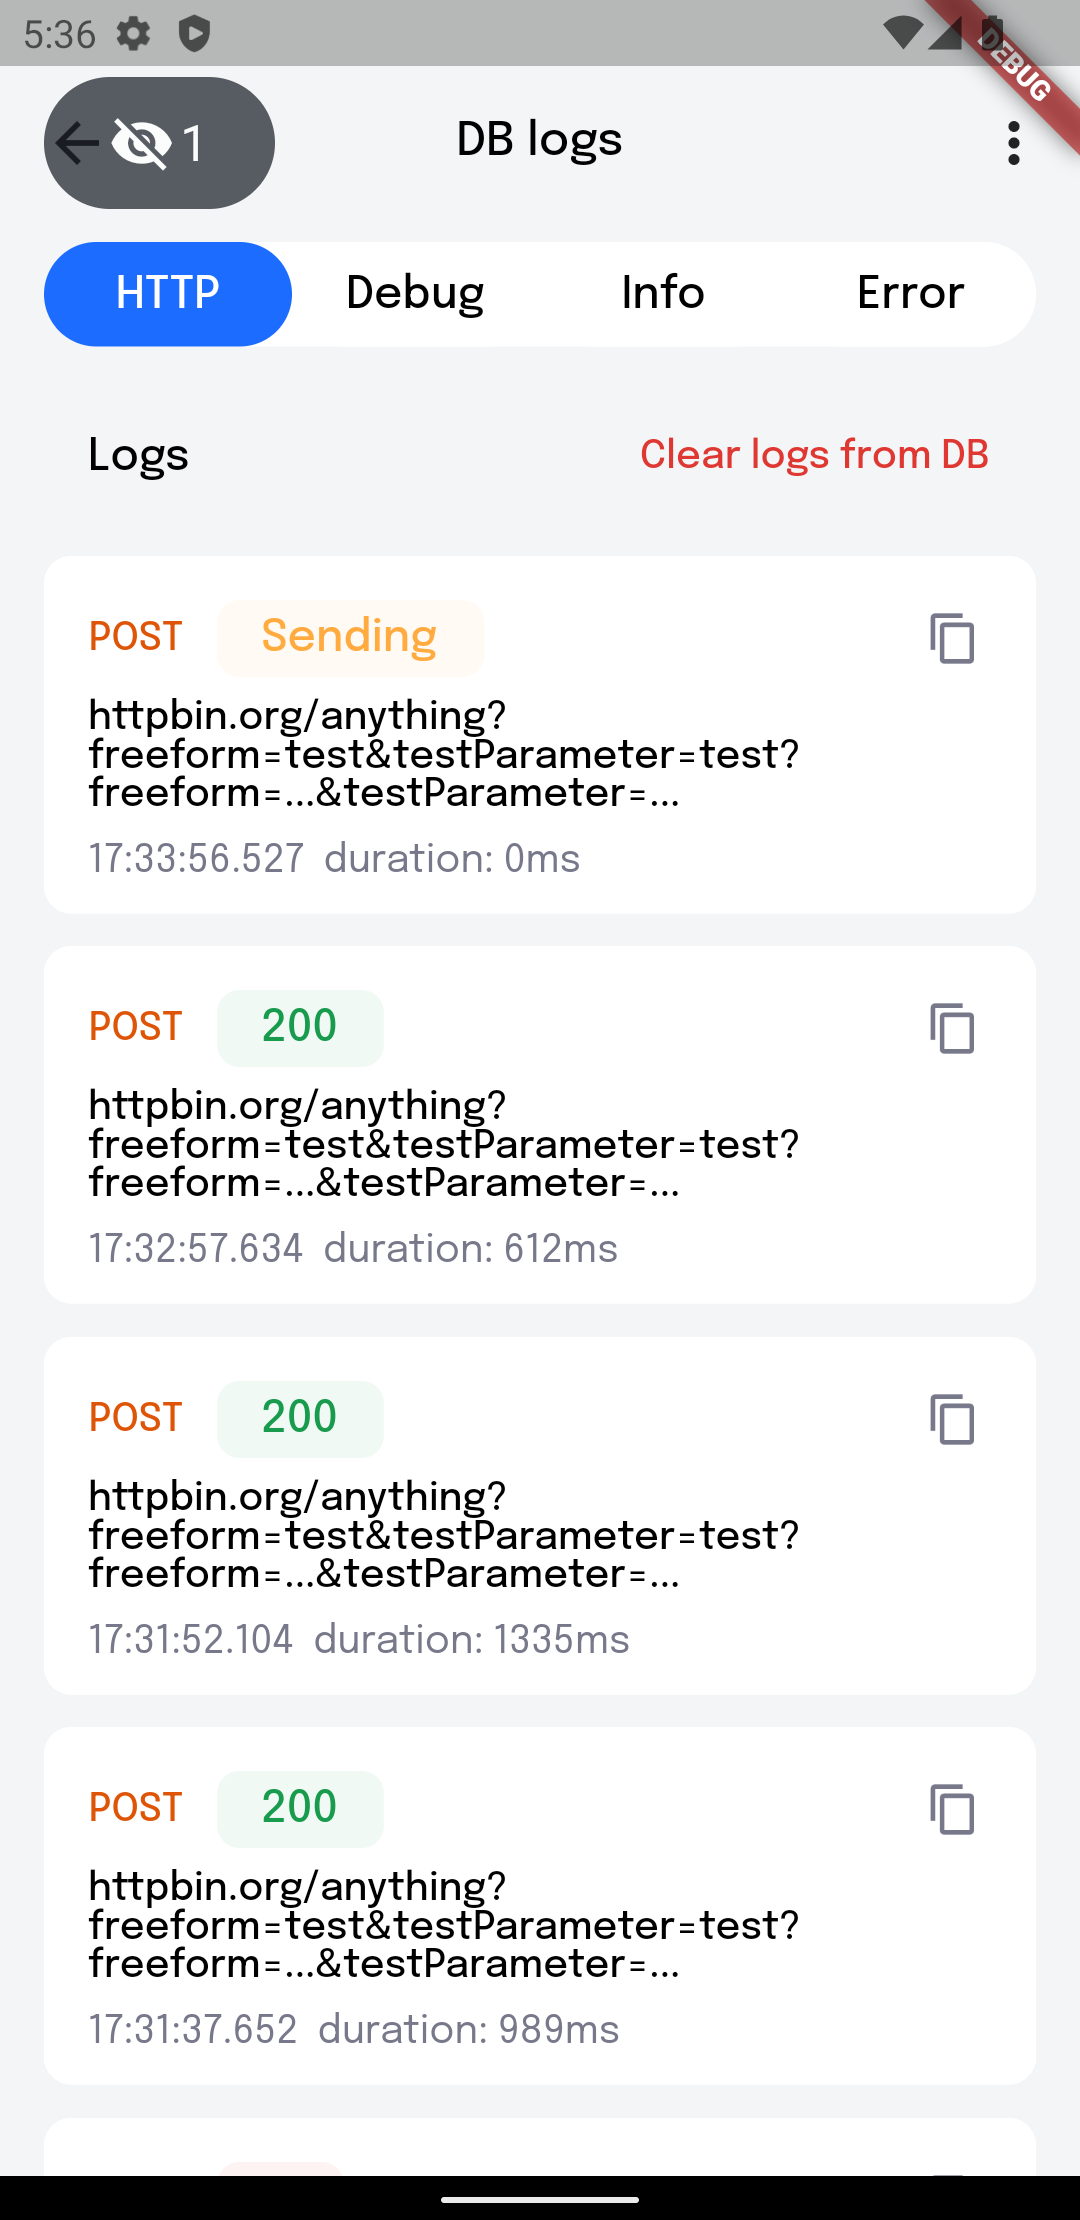 5:36
DEBUG
1
DB logs
HTTP Debug Info Error
Logs Clear logs from DB
POST Sending
httpbin.org/anything?
freeform=test&testParameter=test?
freeform=...&testParameter=...
17:33:56.527 duration: 0ms
POST 200
httpbin.org/anything?
freeform=test&testParameter=test?
freeform=...&testParameter=...
17:32:57.634 duration: 612ms
POST 200
httpbin.org/anything?
freeform=test&testParameter=test?
freeform=...&testParameter=...
17:31:52.104 duration: 1335ms
POST 200
httpbin.org/anything?
freeform=test&testParameter=test?
freeform=...&testParameter=...
17:31:37.652 duration: 989ms